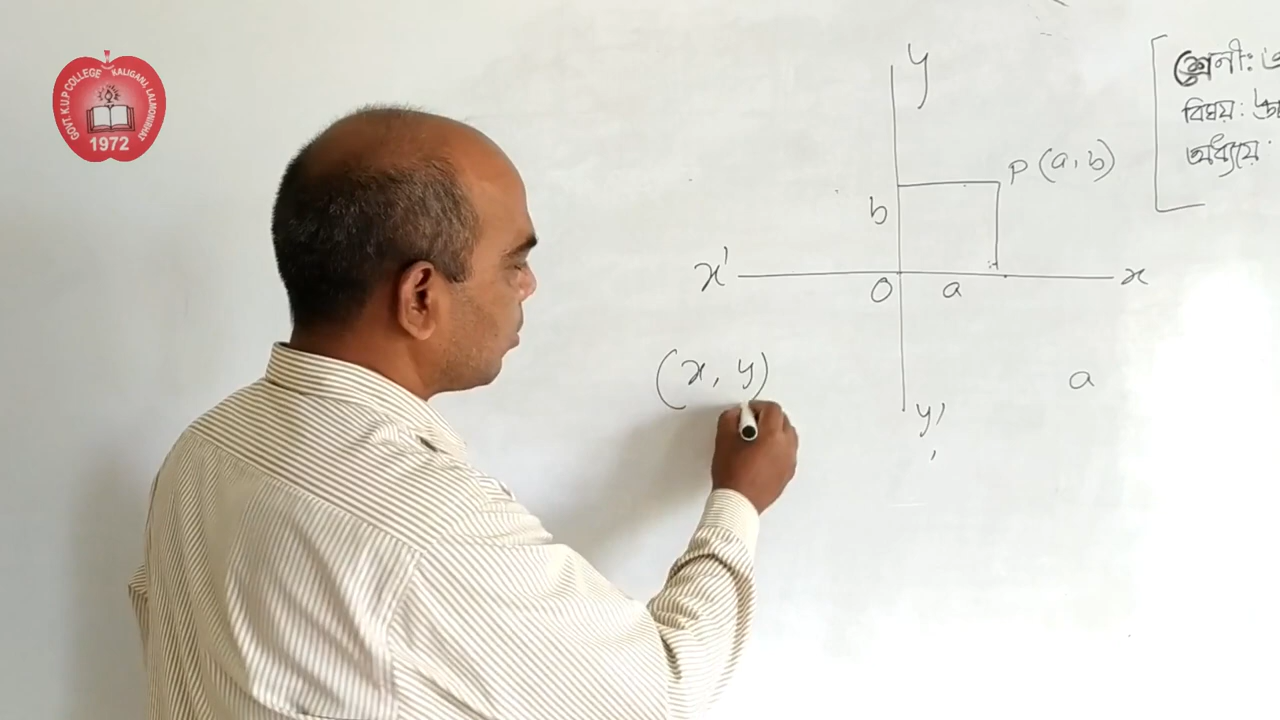 GOVT. K.U.P COLLEGE KALIGANJ, LALMONIRHAT
1972
y
P (a, b)
b
x' O a x
(x, y)
a
y'
শ্রেনী:
বিষয়:
অধ্যায়